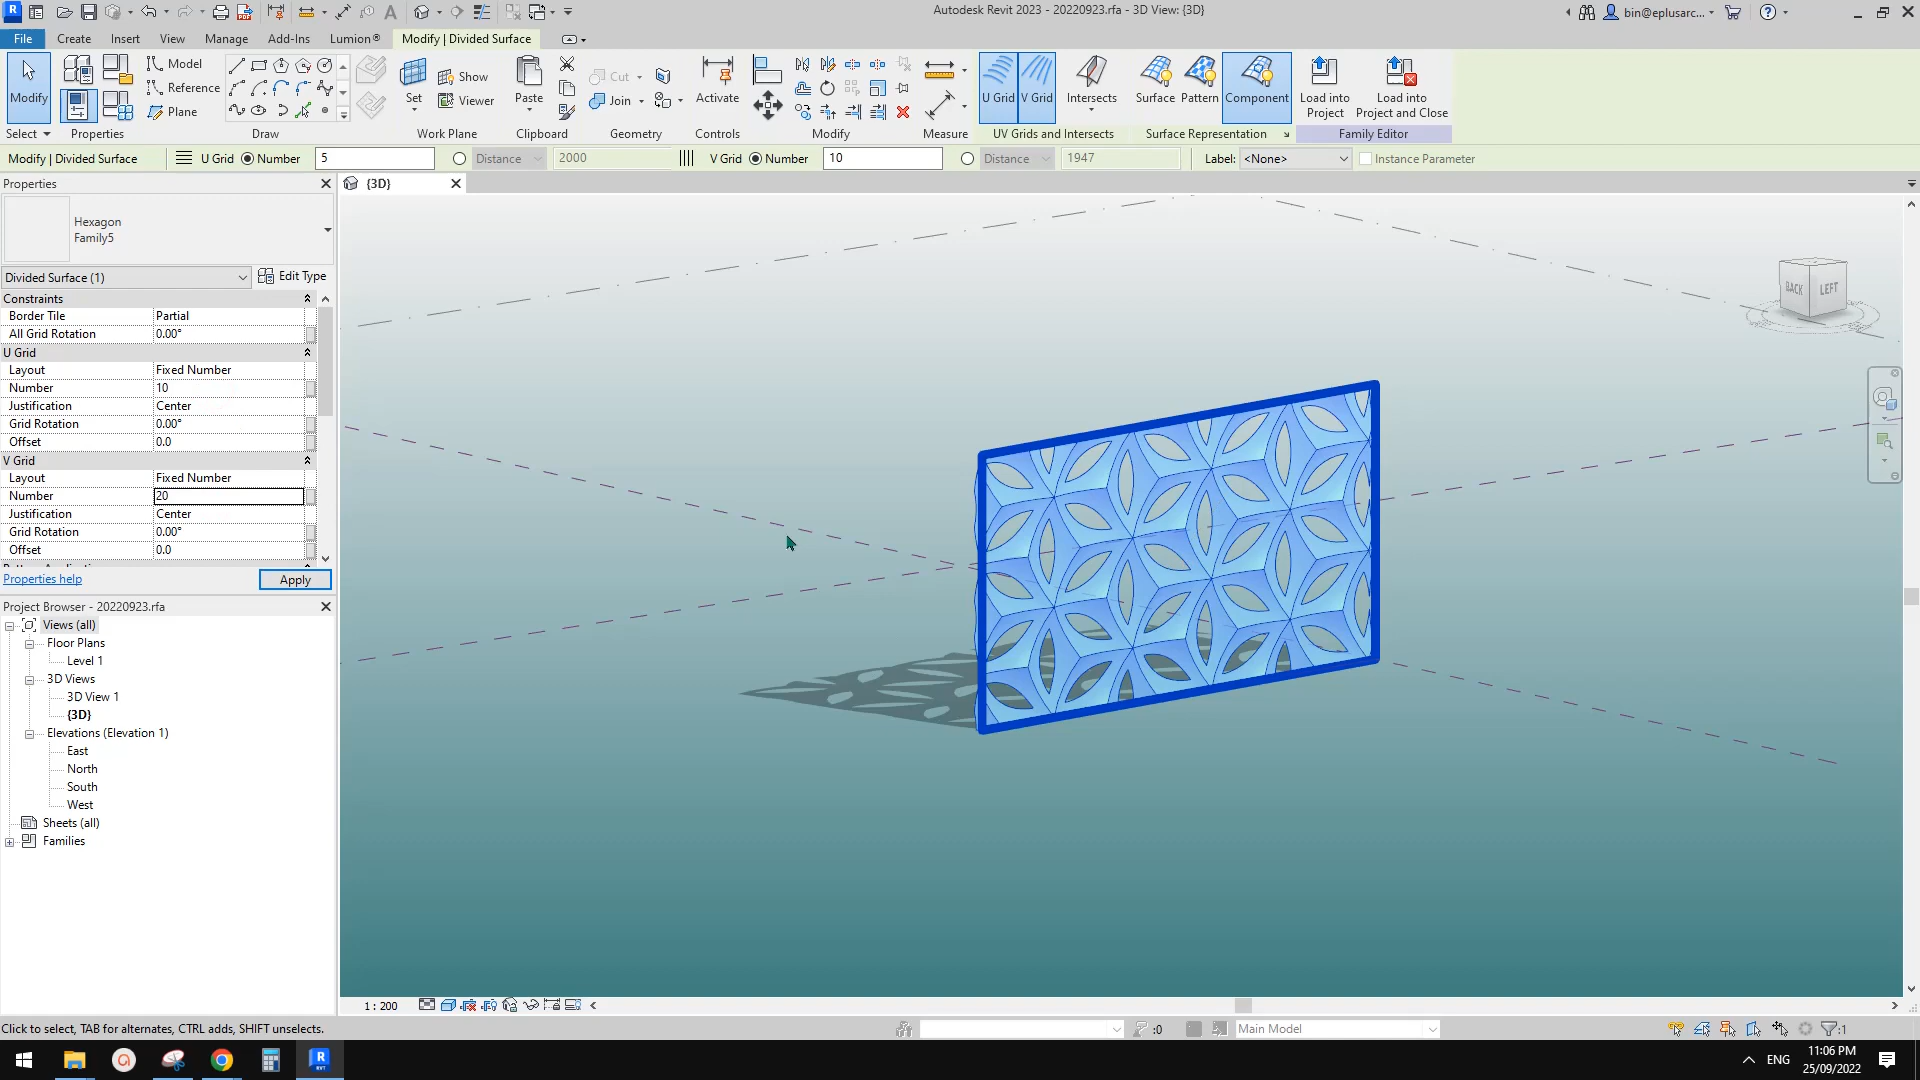 Autodesk Revit 2023 - 20220923.rfa - 3D View: {3D}
bin@eplusarc...
File Create Insert View Manage Add-Ins Lumion® Modify | Divided Surface
Modify
Select
Properties
Model
Reference
Plane
Draw
Set
Show
Viewer
Work Plane
Paste
Clipboard
Cut
Join
Geometry
Activate
Controls
Modify
Measure
U Grid
V Grid
Intersects
UV Grids and Intersects
Surface
Pattern
Component
Surface Representation
Load into
Project
Load into
Project and Close
Family Editor
Modify | Divided Surface U Grid Number 5 Distance 2000 V Grid Number 10 Distance 1947 Label: <None> Instance Parameter
Properties
{3D}
Hexagon
Family5
Divided Surface (1) Edit Type
Constraints
Border Tile Partial
All Grid Rotation 0.00°
U Grid
Layout Fixed Number
Number 10
Justification Center
Grid Rotation 0.00°
Offset 0.0
V Grid
Layout Fixed Number
Number 20
Justification Center
Grid Rotation 0.00°
Offset 0.0
Properties help Apply
Project Browser - 20220923.rfa
Views (all)
Floor Plans
Level 1
3D Views
3D View 1
{3D}
Elevations (Elevation 1)
East
North
South
West
Sheets (all)
Families
BACK LEFT
1 : 200
Click to select, TAB for alternates, CTRL adds, SHIFT unselects.
:0
Main Model
:1
ENG
11:06 PM
25/09/2022